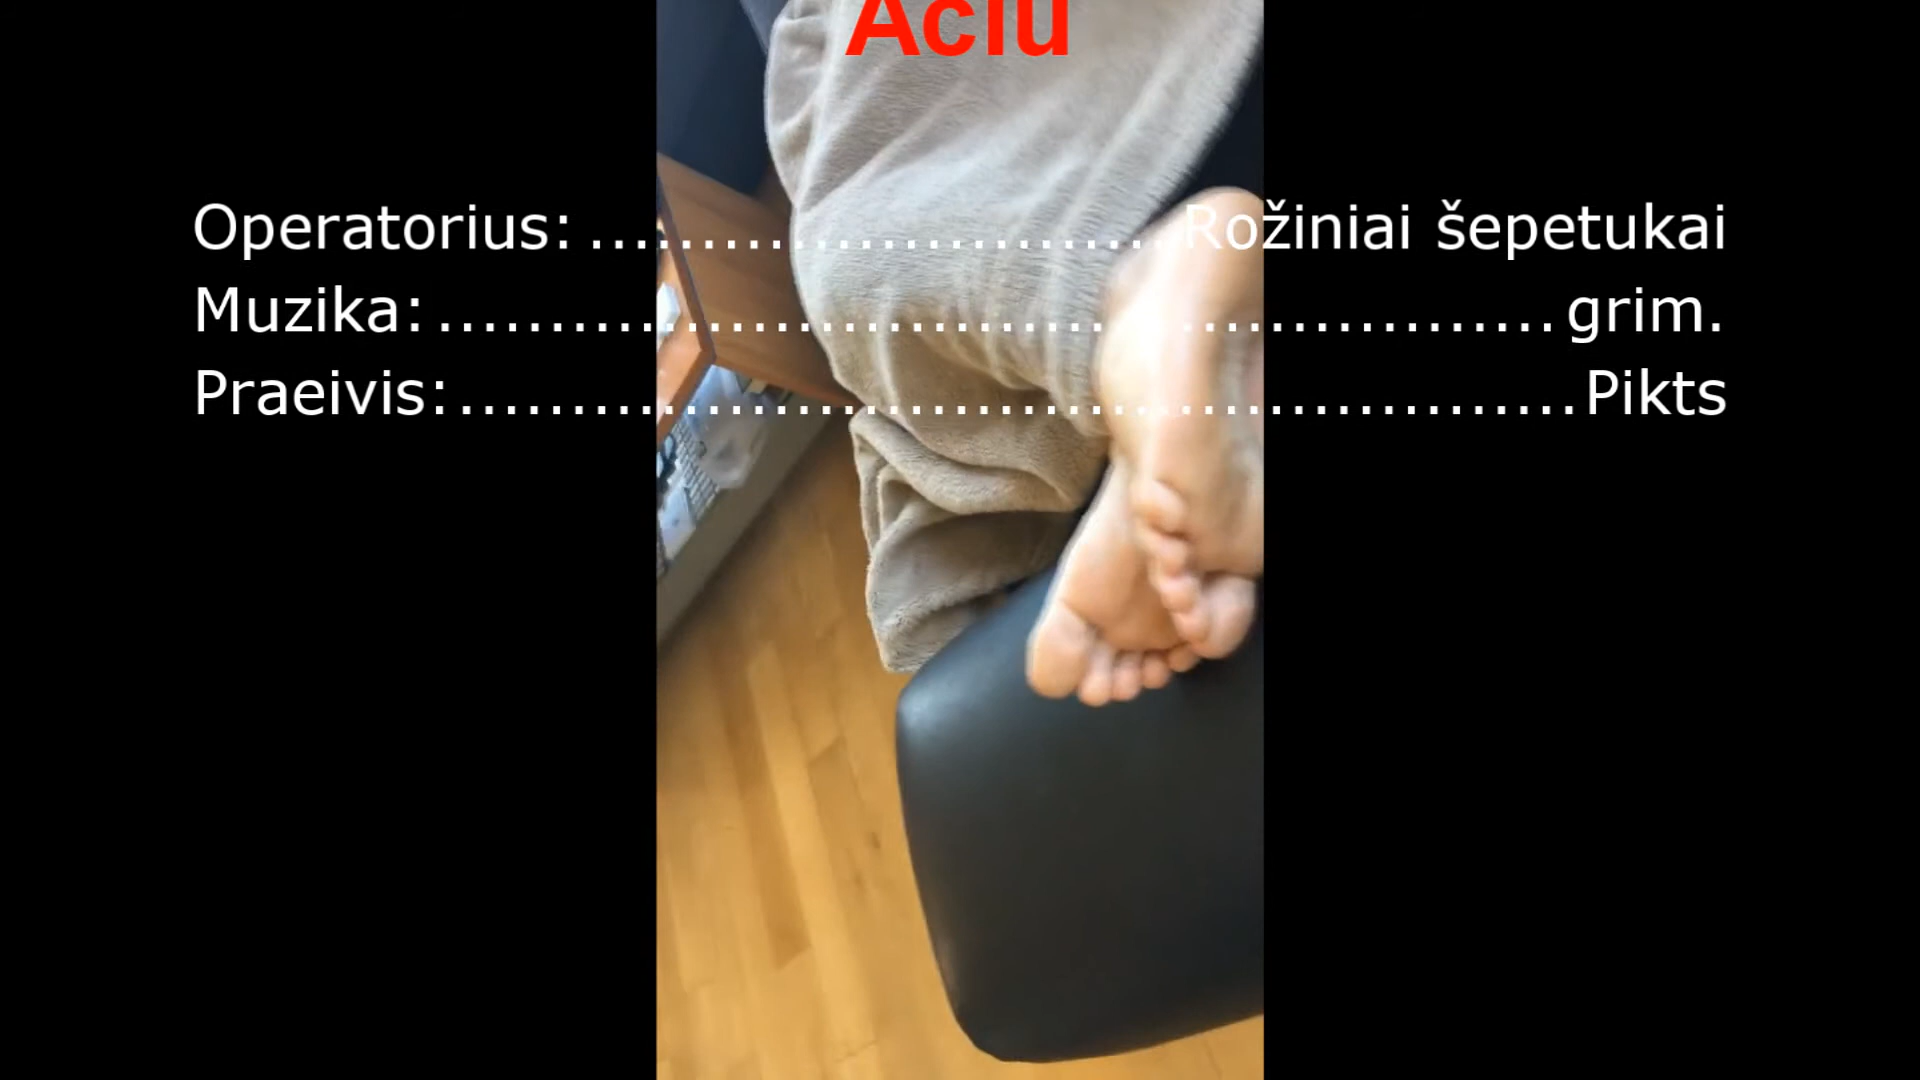 Ačiū
Operatorius: ..........................Rožiniai šepetukai
Muzika: ..................................................grim.
Praeivis: ..................................................Pikts